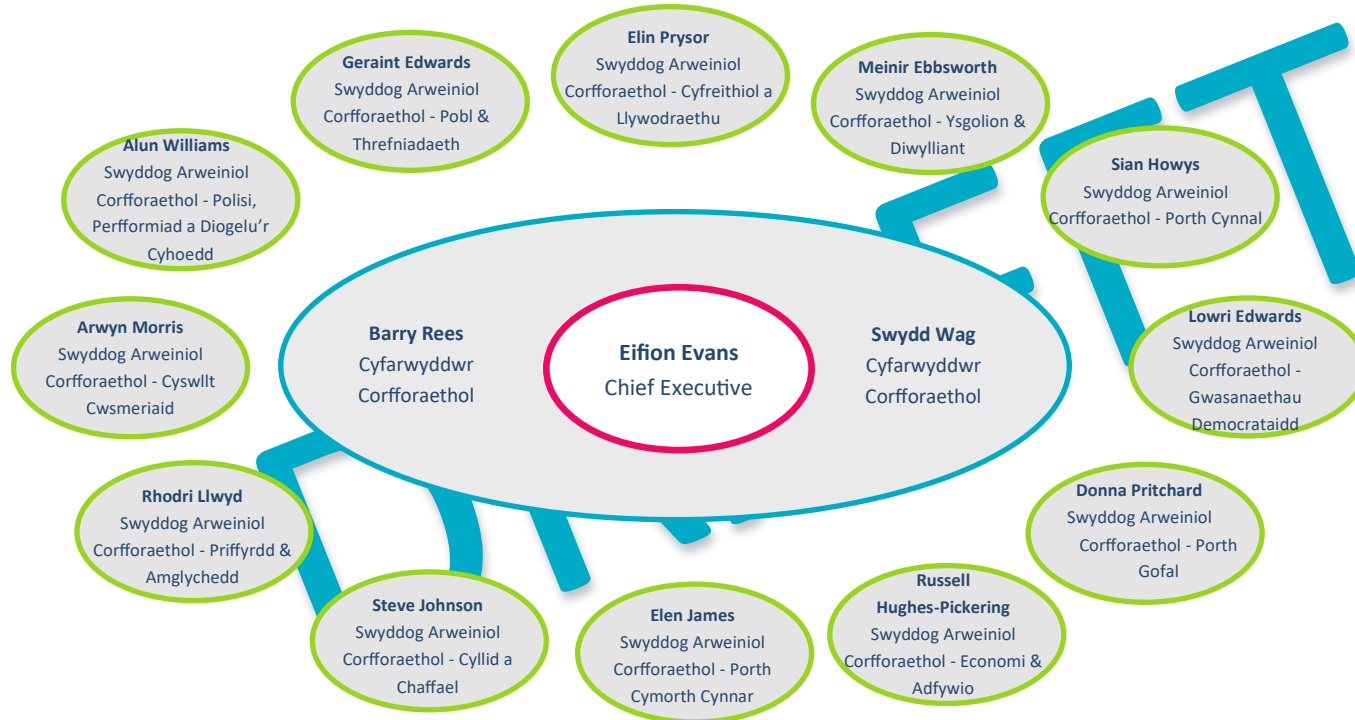 Elin Prysor
Swyddog Arweiniol
Corfforaethol - Cyfreithiol a
Llywodraethu
Geraint Edwards
Swyddog Arweiniol
Corfforaethol - Pobl &
Threfniadaeth
Meinir Ebbsworth
Swyddog Arweiniol
Corfforaethol - Ysgolion &
Diwylliant
Alun Williams
Swyddog Arweiniol
Corfforaethol - Polisi,
Perfformiad a Diogelu’r
Cyhoedd
Sian Howys
Swyddog Arweiniol
Corfforaethol - Porth Cynnal
Arwyn Morris
Swyddog Arweiniol
Corfforaethol - Cyswllt
Cwsmeriaid
Barry Rees
Cyfarwyddwr
Corfforaethol
Eifion Evans
Chief Executive
Swydd Wag
Cyfarwyddwr
Corfforaethol
Lowri Edwards
Swyddog Arweiniol
Corfforaethol -
Gwasanaethau
Democrataidd
Rhodri Llwyd
Swyddog Arweiniol
Corfforaethol - Priffyrdd &
Amglychedd
Donna Pritchard
Swyddog Arweiniol
Corfforaethol - Porth
Gofal
Steve Johnson
Swyddog Arweiniol
Corfforaethol - Cyllid a
Chaffael
Elen James
Swyddog Arweiniol
Corfforaethol - Porth
Cymorth Cynnar
Russell
Hughes-Pickering
Swyddog Arweiniol
Corfforaethol - Economi &
Adfywio